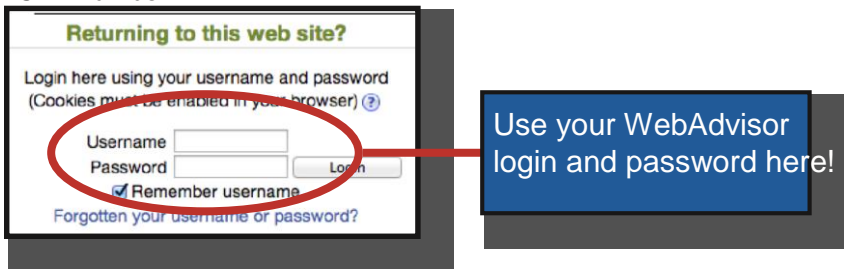 Returning to this web site?
Login here using your username and password
(Cookies must be enabled in your browser) ?
Username
Password
Login
Remember username
Forgotten your username or password?
Use your WebAdvisor
login and password here!